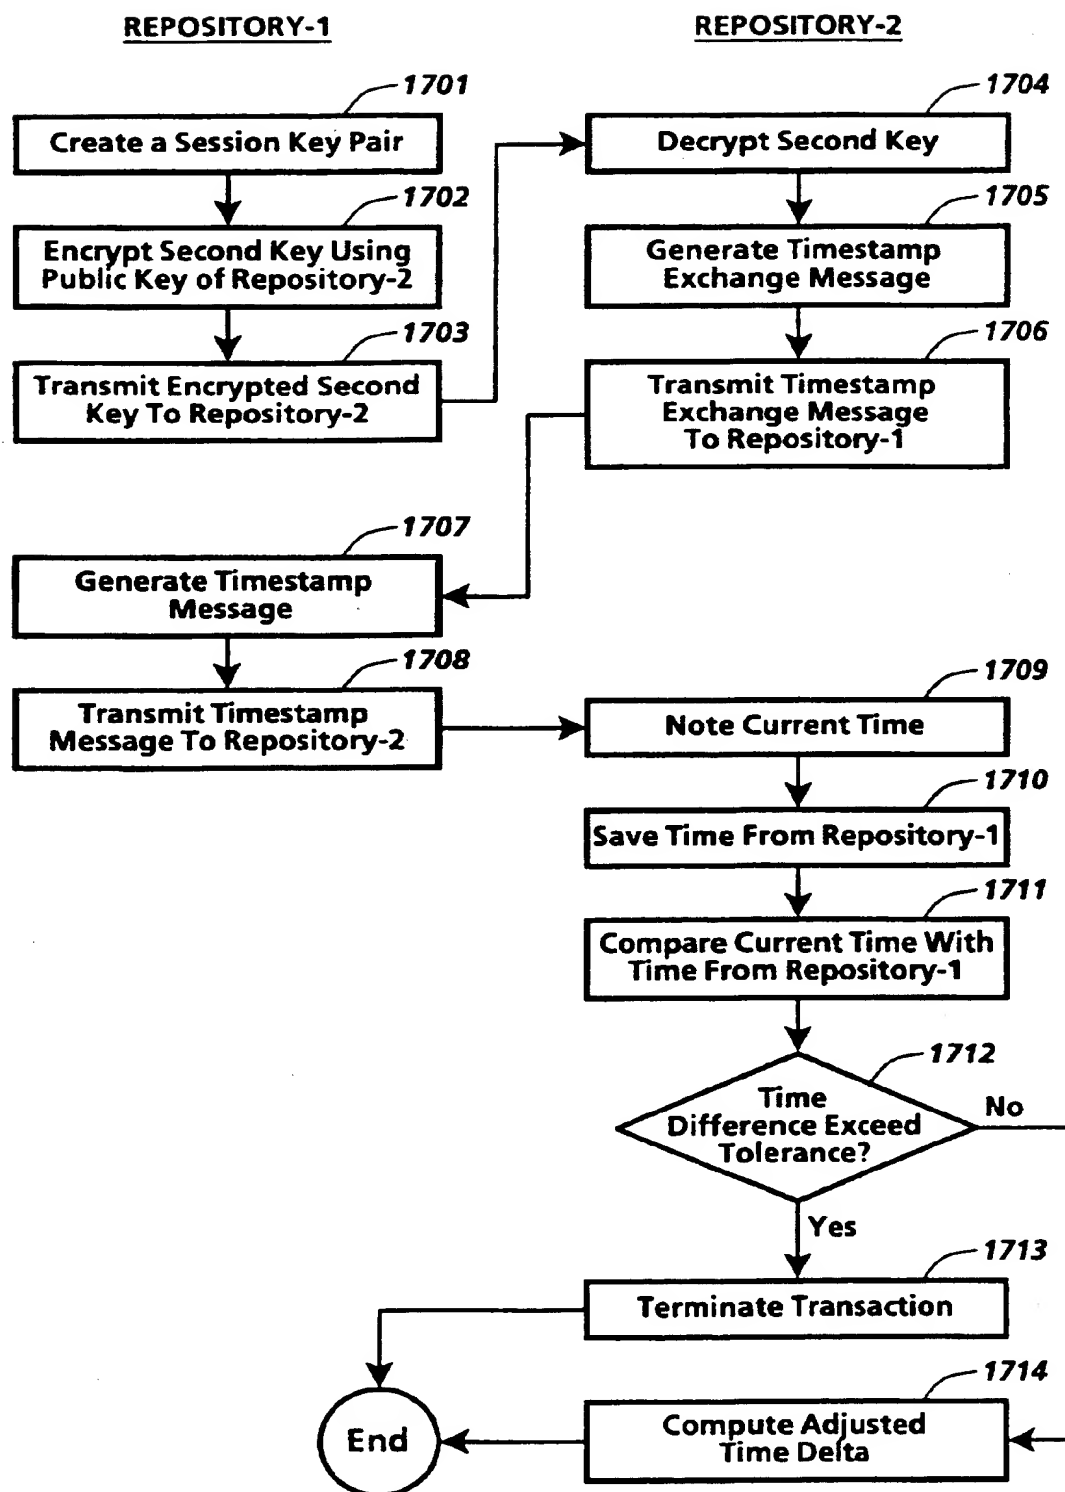 REPOSITORY-1
REPOSITORY-2
1701
Create a Session Key Pair
1702
Encrypt Second Key Using
Public Key of Repository-2
1703
Transmit Encrypted Second
Key To Repository-2
1704
Decrypt Second Key
1705
Generate Timestamp
Exchange Message
1706
Transmit Timestamp
Exchange Message
To Repository-1
1707
Generate Timestamp
Message
1708
Transmit Timestamp
Message To Repository-2
1709
Note Current Time
1710
Save Time From Repository-1
1711
Compare Current Time With
Time From Repository-1
1712
Time
Difference Exceed
Tolerance?
No
Yes
1713
Terminate Transaction
1714
Compute Adjusted
Time Delta
End